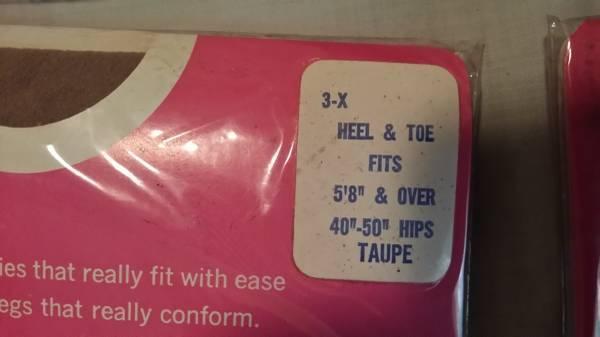 3-X
HEEL & TOE
FITS
5'8" & OVER
40"-50" HIPS
TAUPE
ies that really fit with ease
egs that really conform.